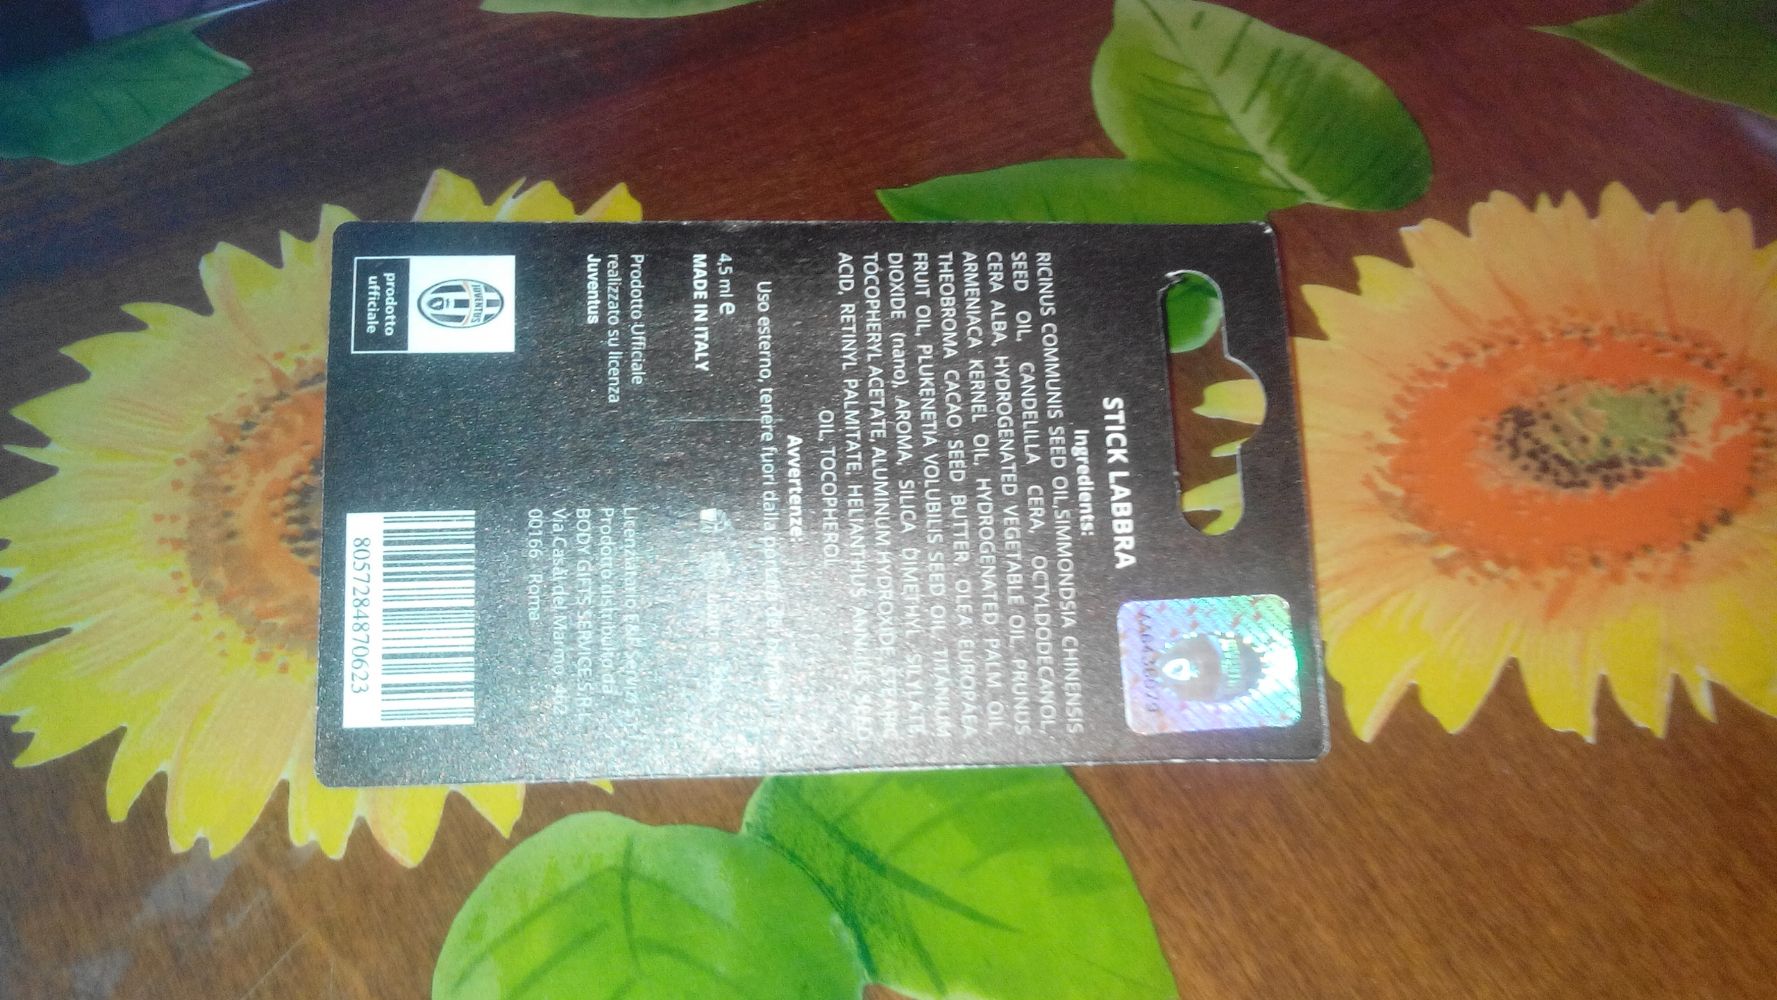 STICK LABBRA
Ingredients:
RICINUS COMMUNIS SEED OIL,SIMMONDSIA CHINENSIS
SEED OIL, CANDELILLA CERA, OCTYLDODECANOL,
CERA ALBA, HYDROGENATED VEGETABLE OIL, PRUNUS
ARMENIACA KERNEL OIL, HYDROGENATED PALM OIL,
THEOBROMA CACAO SEED BUTTER, OLEA EUROPAEA
FRUIT OIL, PLUKENETIA VOLUBILIS SEED OIL, TITANIUM
DIOXIDE (nano), AROMA, SILICA DIMETHYL SILYLATE,
TOCOPHERYL ACETATE, ALUMINUM HYDROXIDE, STEARIC
ACID, RETINYL PALMITATE, HELIANTHUS ANNUUS SEED
OIL, TOCOPHEROL
Avvertenze:
Uso esterno, tenere fuori dalla portata dei bambini
4,5 ml e
MADE IN ITALY
Prodotto Ufficiale
realizzato su licenza
Juventus
Prodotto distribuito da
BODY GIFTS SERVICE S.R.L.
Via Casal del Marmo,
00166, Roma
JUVENTUS
prodotto
ufficiale
8057284870623